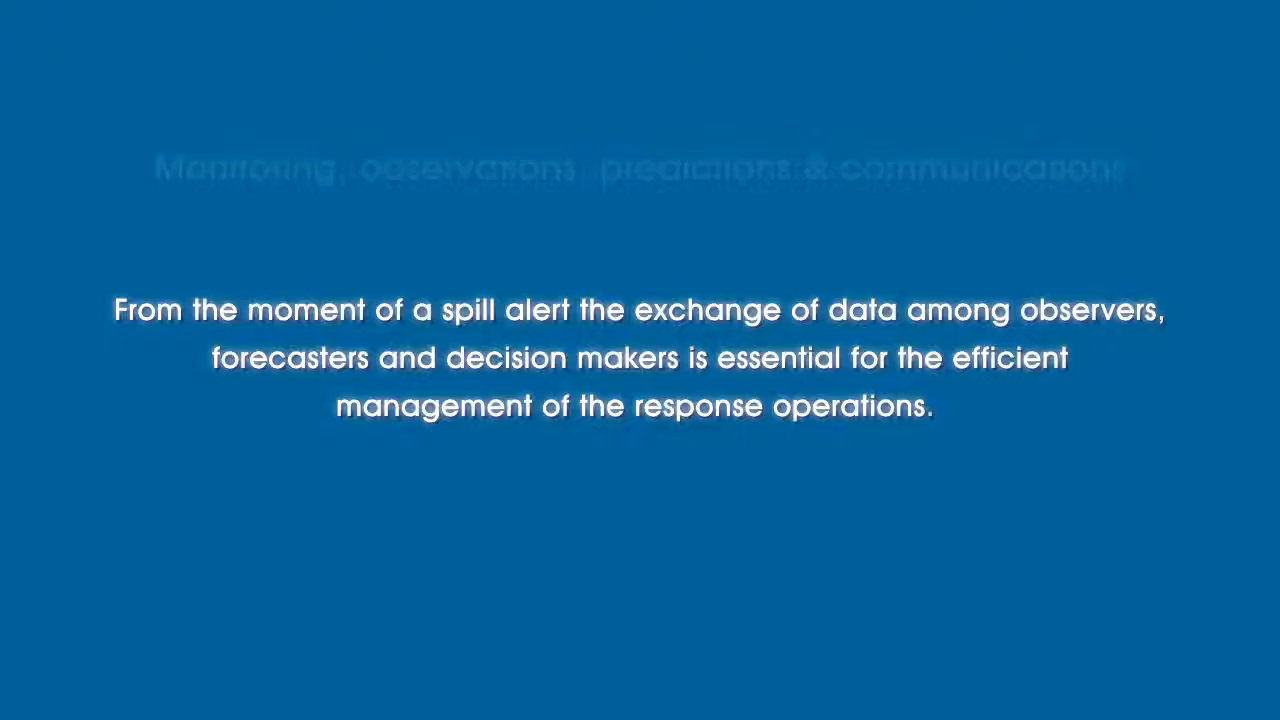 Monitoring, observations, predictions & communications
From the moment of a spill alert the exchange of data among observers,
forecasters and decision makers is essential for the efficient
management of the response operations.